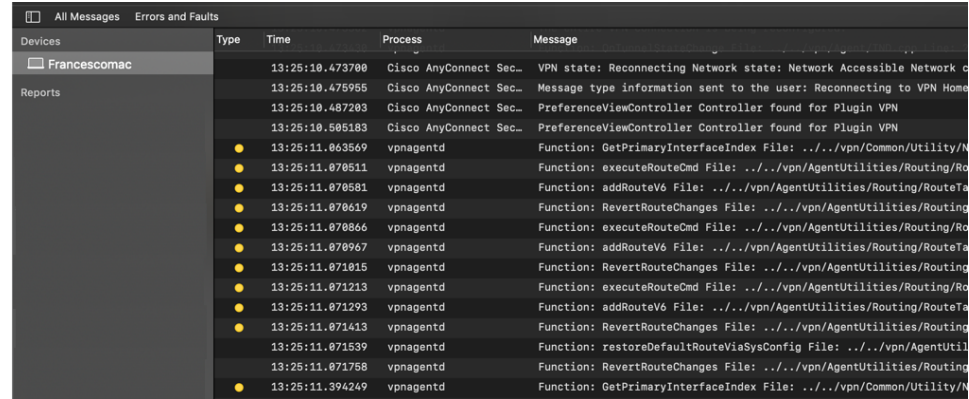 All Messages Errors and Faults
Devices
Francescomac
Reports
Type Time Process Message
13:25:10.473700 Cisco AnyConnect Sec… VPN state: Reconnecting Network state: Network Accessible Network c
13:25:10.475955 Cisco AnyConnect Sec… Message type information sent to the user: Reconnecting to VPN Home
13:25:10.487203 Cisco AnyConnect Sec… PreferenceViewController Controller found for Plugin VPN
13:25:10.505183 Cisco AnyConnect Sec… PreferenceViewController Controller found for Plugin VPN
13:25:11.063569 vpnagentd Function: GetPrimaryInterfaceIndex File: ../../vpn/Common/Utility/N
13:25:11.070511 vpnagentd Function: executeRouteCmd File: ../../vpn/AgentUtilities/Routing/Ro
13:25:11.070581 vpnagentd Function: addRouteV6 File: ../../vpn/AgentUtilities/Routing/RouteTa
13:25:11.070619 vpnagentd Function: RevertRouteChanges File: ../../vpn/AgentUtilities/Routing
13:25:11.070866 vpnagentd Function: executeRouteCmd File: ../../vpn/AgentUtilities/Routing/Ro
13:25:11.070967 vpnagentd Function: addRouteV6 File: ../../vpn/AgentUtilities/Routing/RouteTa
13:25:11.071015 vpnagentd Function: RevertRouteChanges File: ../../vpn/AgentUtilities/Routing
13:25:11.071213 vpnagentd Function: executeRouteCmd File: ../../vpn/AgentUtilities/Routing/Ro
13:25:11.071293 vpnagentd Function: addRouteV6 File: ../../vpn/AgentUtilities/Routing/RouteTa
13:25:11.071413 vpnagentd Function: RevertRouteChanges File: ../../vpn/AgentUtilities/Routing
13:25:11.071539 vpnagentd Function: restoreDefaultRouteViaSysConfig File: ../../vpn/AgentUtil
13:25:11.071758 vpnagentd Function: RevertRouteChanges File: ../../vpn/AgentUtilities/Routing
13:25:11.394249 vpnagentd Function: GetPrimaryInterfaceIndex File: ../../vpn/Common/Utility/N